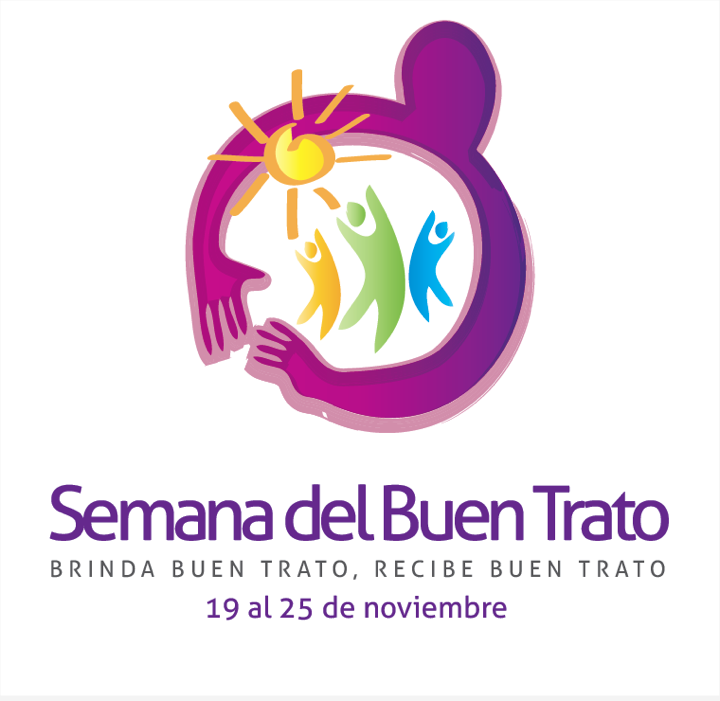 Semana del Buen Trato
BRINDA BUEN TRATO, RECIBE BUEN TRATO
19 al 25 de noviembre